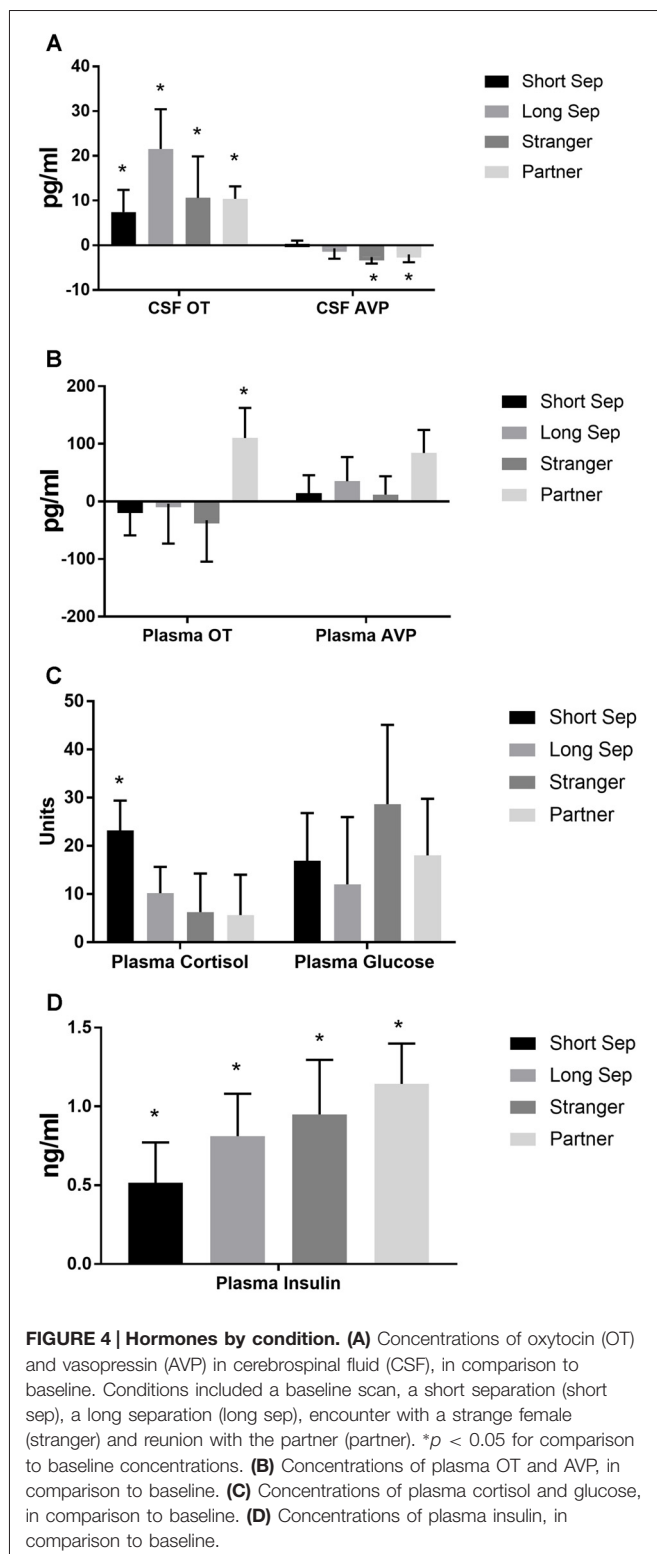 A
40
30
20
10
0
-10
pg/ml
*
*
*
*
*
*
CSF OT
CSF AVP
Short Sep
Long Sep
Stranger
Partner
B
200
100
0
-100
-200
pg/ml
*
Plasma OT
Plasma AVP
Short Sep
Long Sep
Stranger
Partner
C
50
40
30
20
10
0
Units
*
Plasma Cortisol
Plasma Glucose
Short Sep
Long Sep
Stranger
Partner
D
1.5
1.0
0.5
0.0
ng/ml
*
*
*
*
Plasma Insulin
Short Sep
Long Sep
Stranger
Partner
FIGURE 4 | Hormones by condition. (A) Concentrations of oxytocin (OT)
and vasopressin (AVP) in cerebrospinal fluid (CSF), in comparison to
baseline. Conditions included a baseline scan, a short separation (short
sep), a long separation (long sep), encounter with a strange female
(stranger) and reunion with the partner (partner). *p < 0.05 for comparison
to baseline concentrations. (B) Concentrations of plasma OT and AVP, in
comparison to baseline. (C) Concentrations of plasma cortisol and glucose,
in comparison to baseline. (D) Concentrations of plasma insulin, in
comparison to baseline.